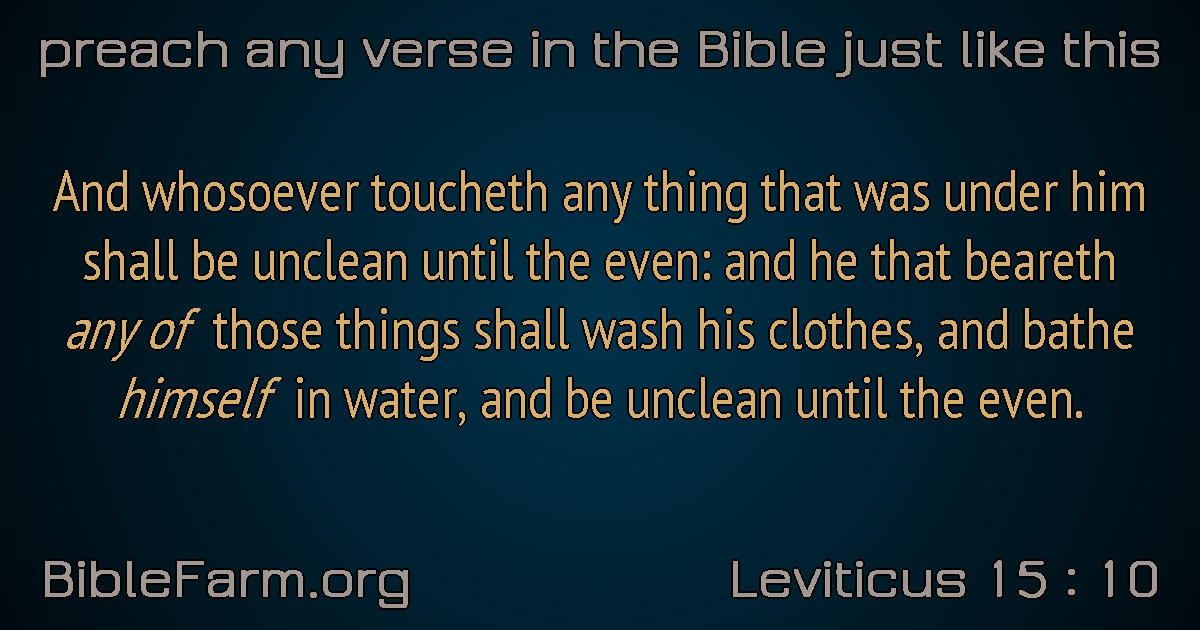 preach any verse in the Bible just like this
And whosoever toucheth any thing that was under him
shall be unclean until the even: and he that beareth
any of those things shall wash his clothes, and bathe
himself in water, and be unclean until the even.
BibleFarm.org
Leviticus 15 : 10